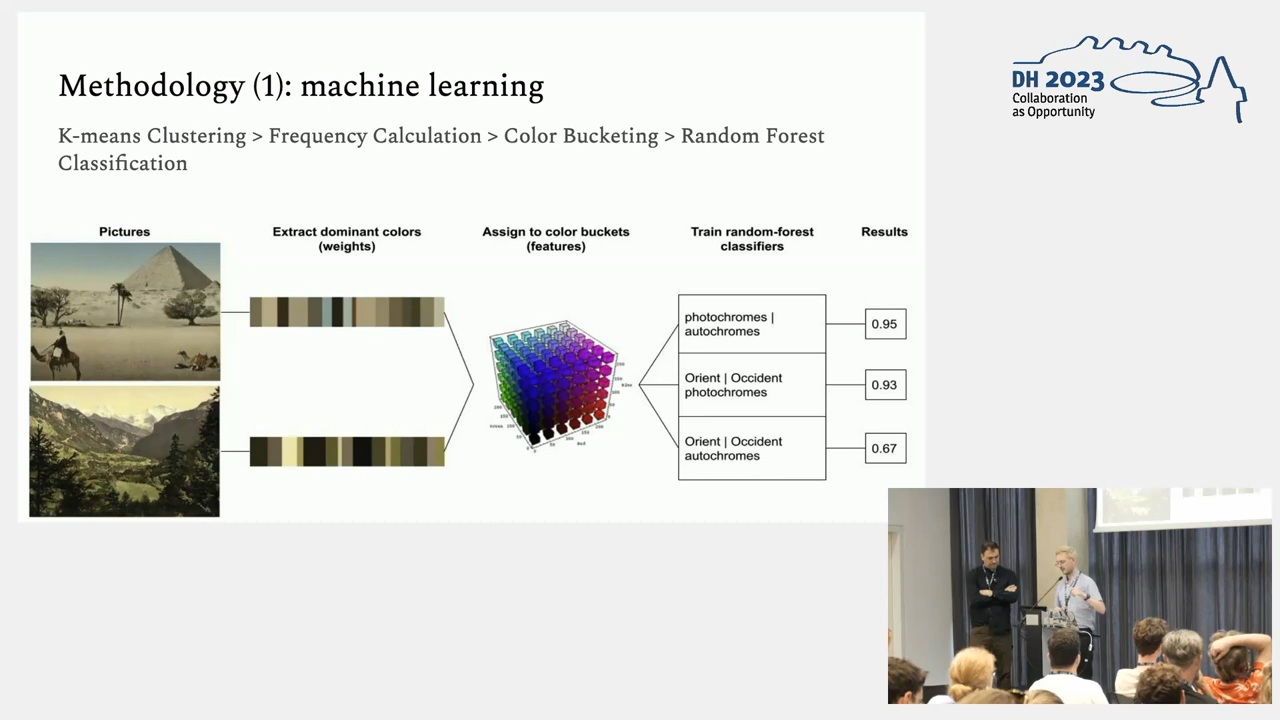 Methodology (1): machine learning
K-means Clustering > Frequency Calculation > Color Bucketing > Random Forest
Classification
Pictures
Extract dominant colors
(weights)
Assign to color buckets
(features)
Train random-forest
classifiers
Results
photochromes |
autochromes
0.95
Orient | Occident
photochromes
0.93
Orient | Occident
autochromes
0.67
DH 2023
Collaboration
as Opportunity